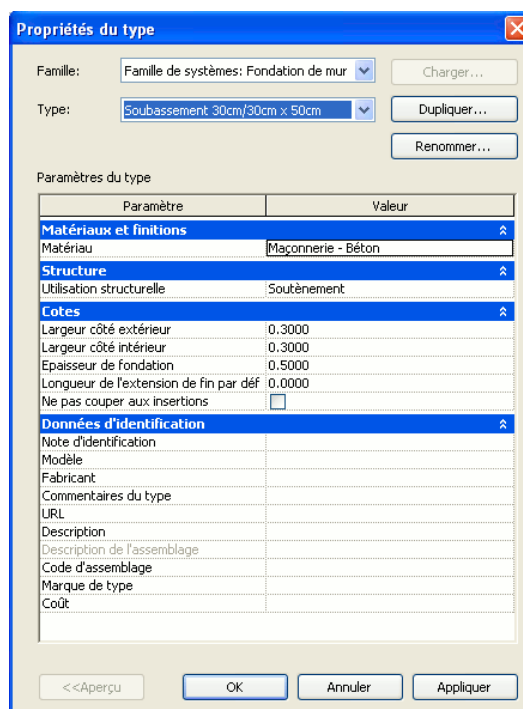 Propriétés du type
Famille: Famille de systèmes: Fondation de mur Charger...
Type: Soubassement 30cm/30cm x 50cm Dupliquer...
Renommer...
Paramètres du type
Paramètre Valeur
Matériaux et finitions
Matériau Maçonnerie - Béton
Structure
Utilisation structurelle Soutènement
Cotes
Largeur côté extérieur 0.3000
Largeur côté intérieur 0.3000
Epaisseur de fondation 0.5000
Longueur de l'extension de fin par déf 0.0000
Ne pas couper aux insertions
Données d'identification
Note d'identification
Modèle
Fabricant
Commentaires du type
URL
Description
Description de l'assemblage
Code d'assemblage
Marque de type
Coût
<<Aperçu OK Annuler Appliquer